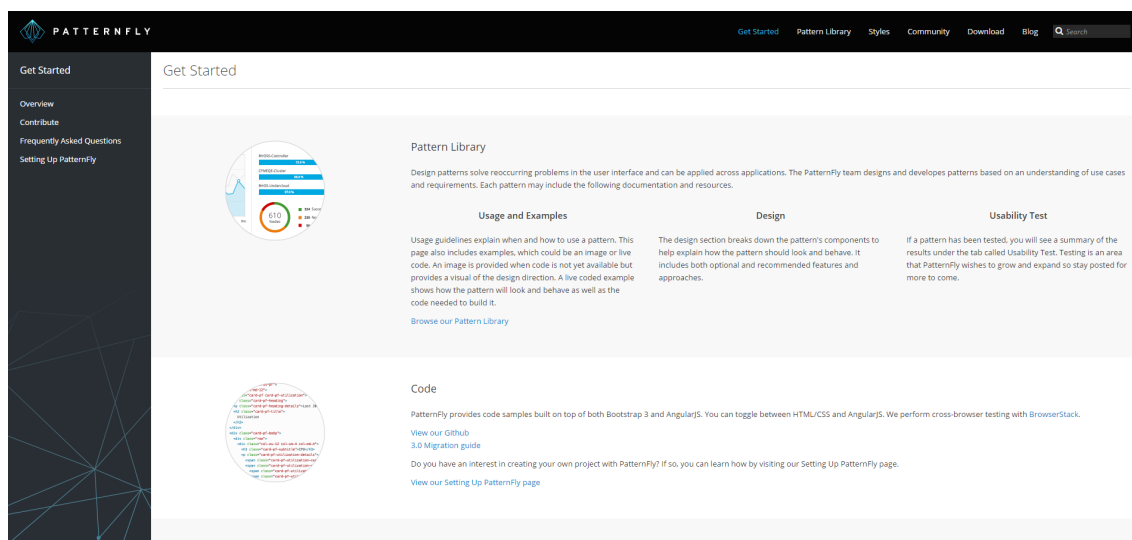 PATTERNFLY
Get Started Pattern Library Styles Community Download Blog Search
Get Started
Overview
Contribute
Frequently Asked Questions
Setting Up PatternFly
Get Started
Pattern Library
Design patterns solve reoccurring problems in the user interface and can be applied across applications. The PatternFly team designs and developes patterns based on an understanding of use cases
and requirements. Each pattern may include the following documentation and resources.
Usage and Examples
Usage guidelines explain when and how to use a pattern. This
page also includes examples, which could be an image or live
code. An image is provided when code is not yet available but
provides a visual of the design direction. A live coded example
shows how the pattern will look and behave as well as the
code needed to build it.
Browse our Pattern Library
Design
The design section breaks down the pattern's components to
help explain how the pattern should look and behave. It
includes both optional and recommended features and
approaches.
Usability Test
If a pattern has been tested, you will see a summary of the
results under the tab called Usability Test. Testing is an area
that PatternFly wishes to grow and expand so stay posted for
more to come.
610
Code
PatternFly provides code samples built on top of both Bootstrap 3 and AngularJS. You can toggle between HTML/CSS and AngularJS. We perform cross-browser testing with BrowserStack.
View our Github
3.0 Migration guide
Do you have an interest in creating your own project with PatternFly? If so, you can learn how by visiting our Setting Up PatternFly page.
View our Setting Up PatternFly page